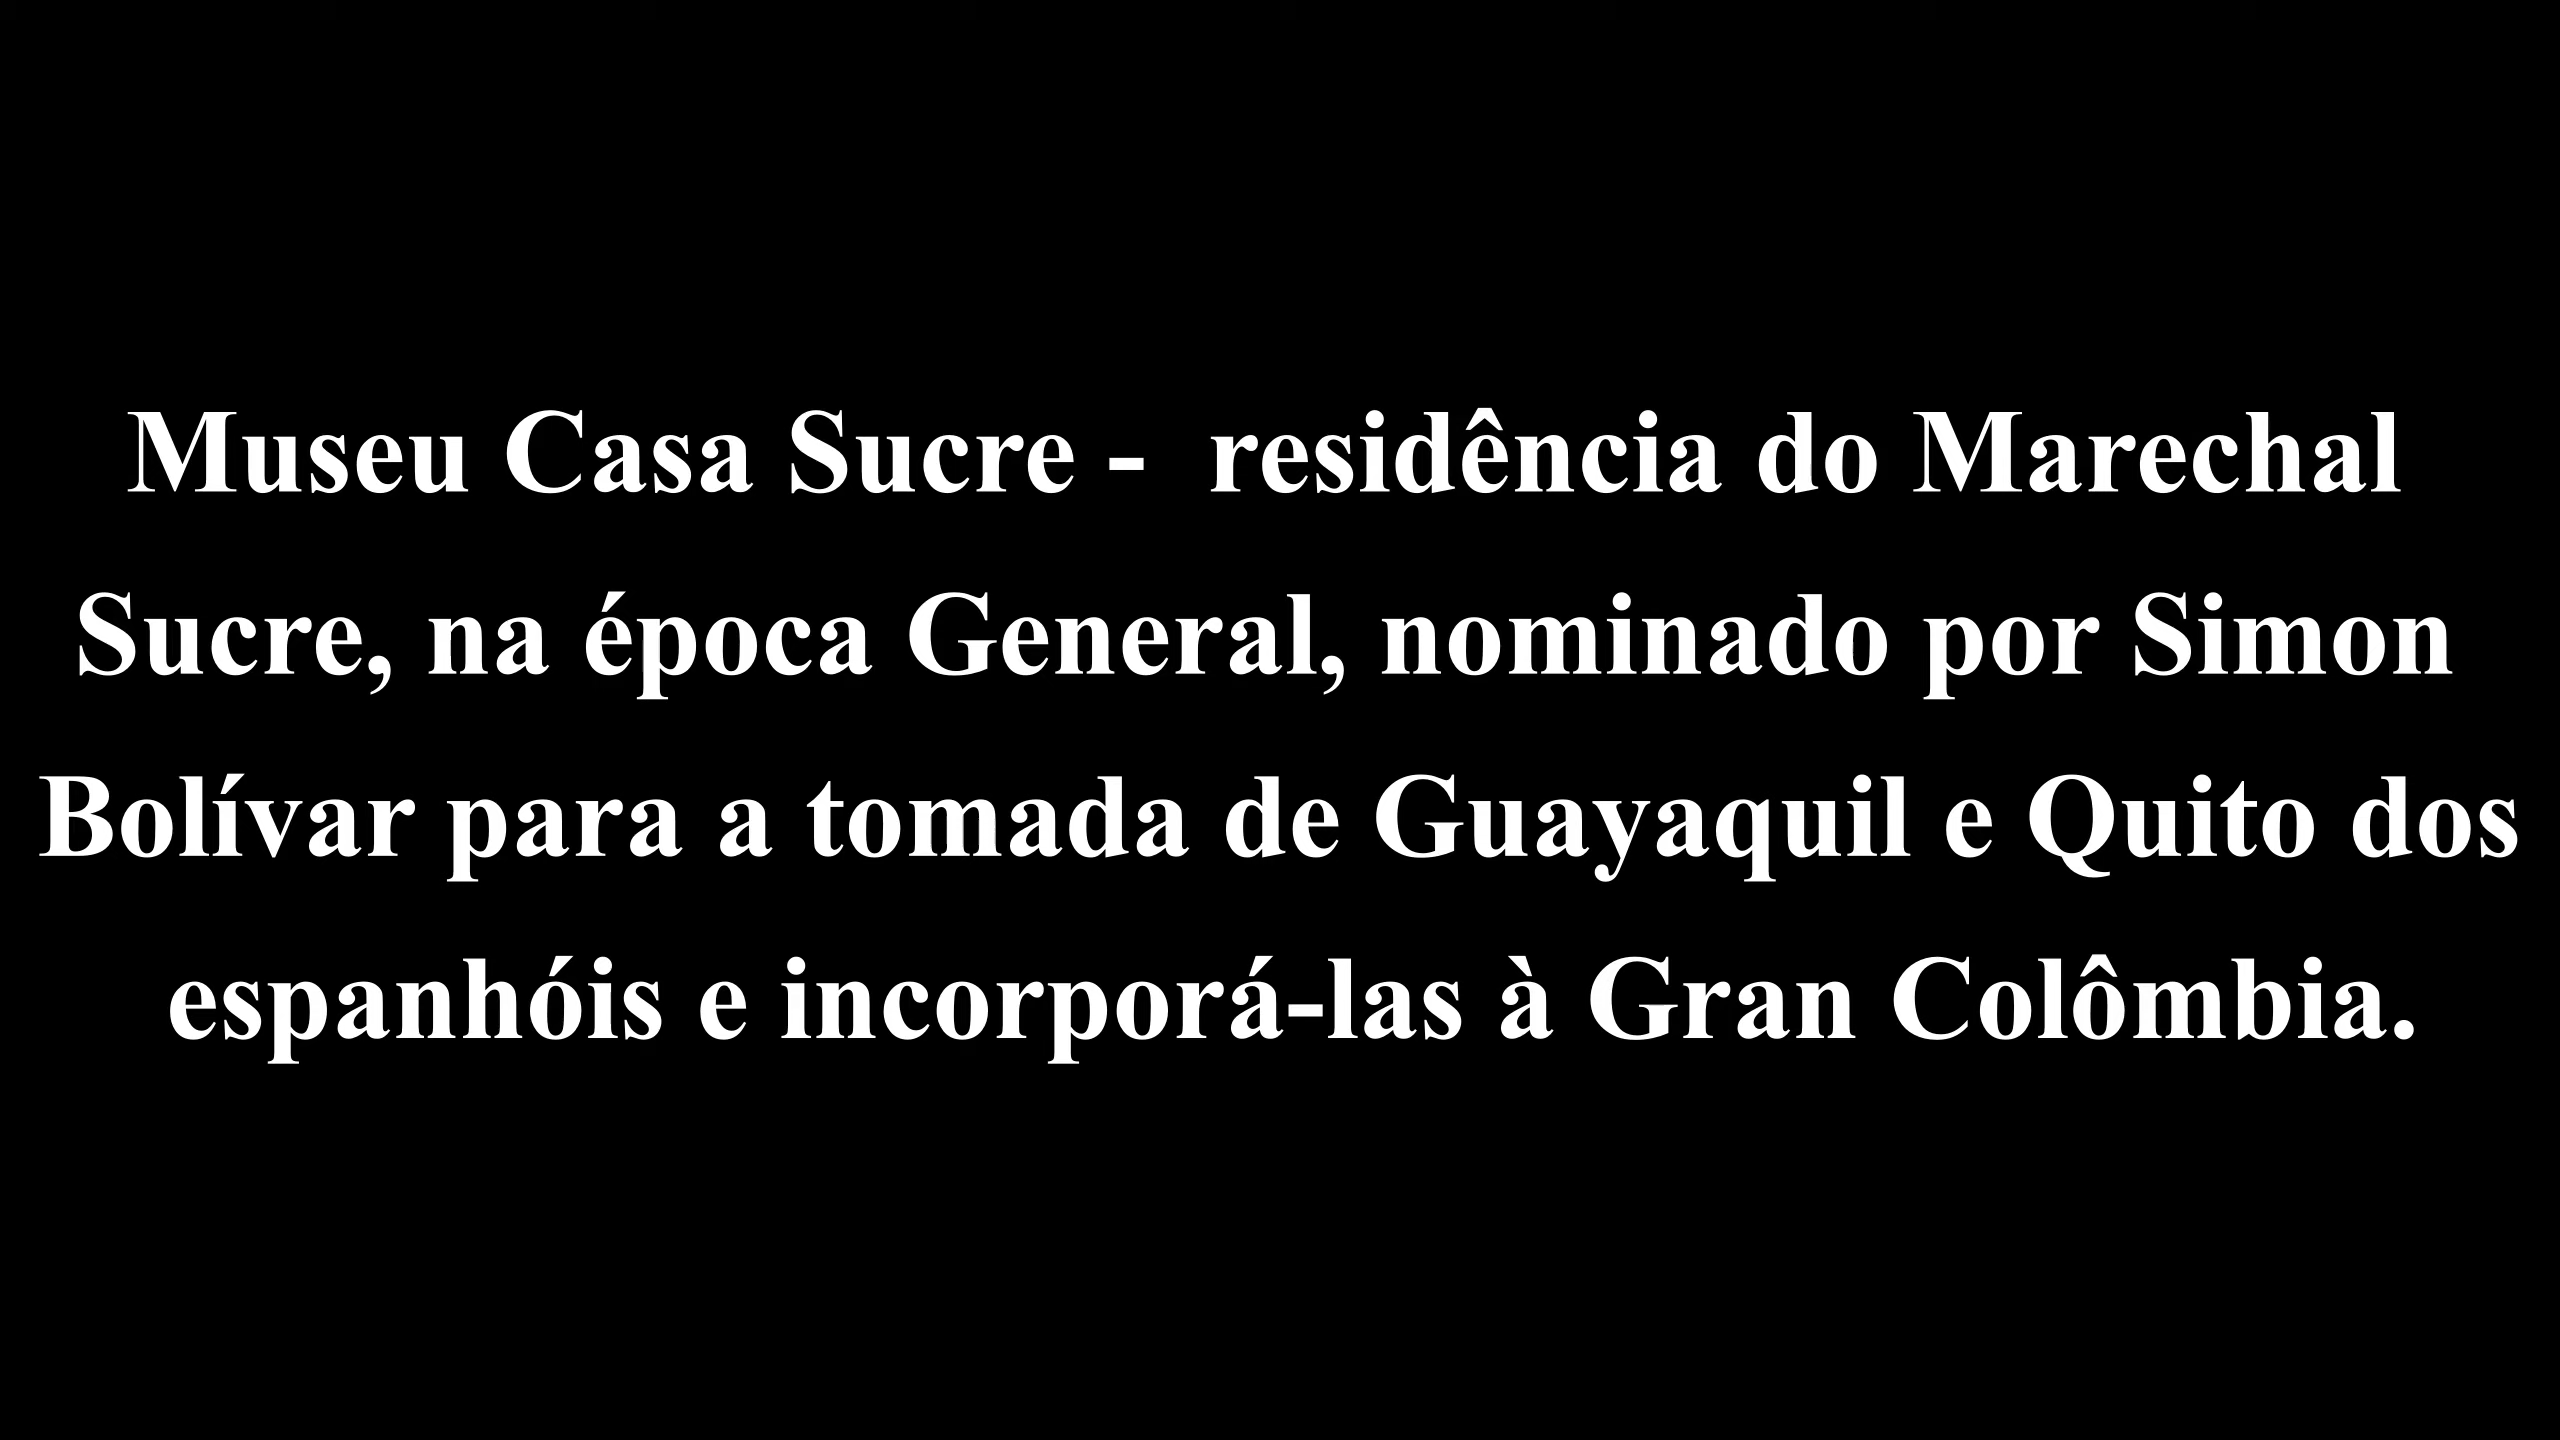 Museu Casa Sucre -  residência do Marechal
Sucre, na época General, nominado por Simon
Bolívar para a tomada de Guayaquil e Quito dos
espanhóis e incorporá-las à Gran Colômbia.